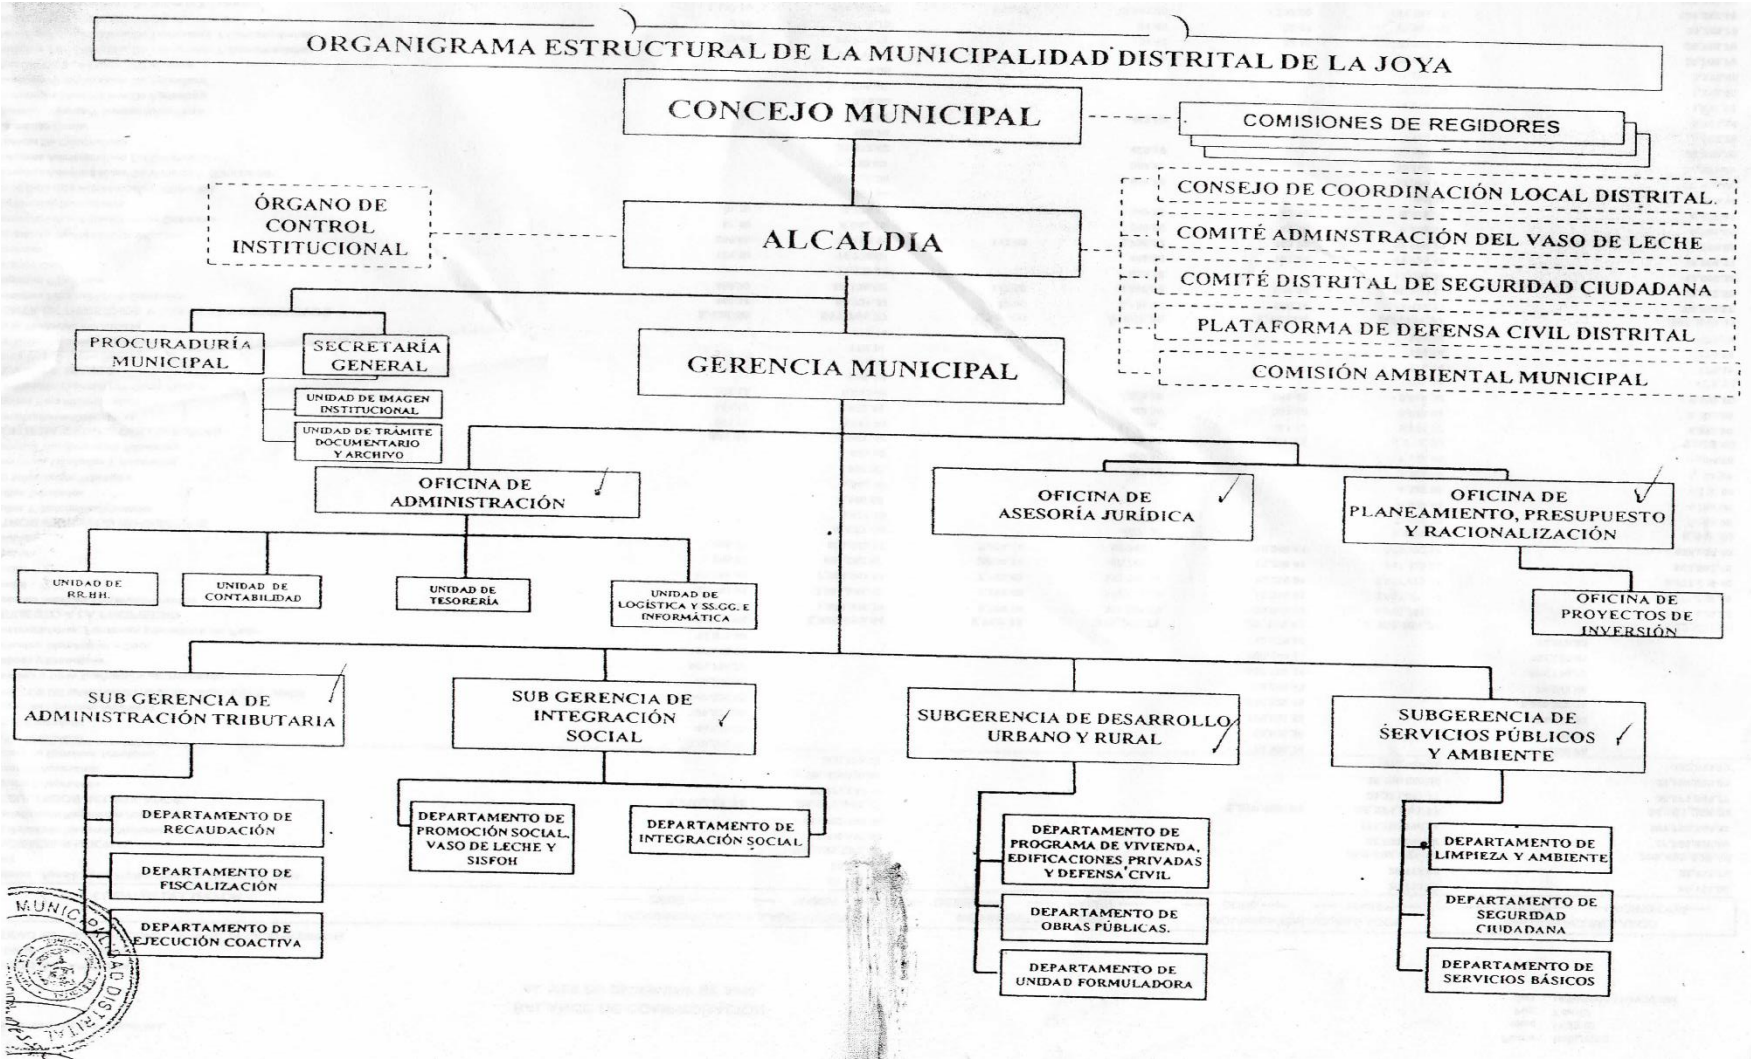 ORGANIGRAMA ESTRUCTURAL DE LA MUNICIPALIDAD DISTRITAL DE LA JOYA
CONCEJO MUNICIPAL
COMISIONES DE REGIDORES
ÓRGANO DE
CONTROL
INSTITUCIONAL
ALCALDÍA
CONSEJO DE COORDINACIÓN LOCAL DISTRITAL.
COMITÉ ADMINSTRACIÓN DEL VASO DE LECHE
COMITÉ DISTRITAL DE SEGURIDAD CIUDADANA
PLATAFORMA DE DEFENSA CIVIL DISTRITAL
COMISIÓN AMBIENTAL MUNICIPAL
PROCURADURÍA
MUNICIPAL
SECRETARÍA
GENERAL
GERENCIA MUNICIPAL
UNIDAD DE IMAGEN
INSTITUCIONAL
UNIDAD DE TRÁMITE
DOCUMENTARIO
Y ARCHIVO
OFICINA DE
ADMINISTRACIÓN
OFICINA DE
ASESORÍA JURÍDICA
OFICINA DE
PLANEAMIENTO, PRESUPUESTO
Y RACIONALIZACIÓN
UNIDAD DE
RR.HH.
UNIDAD DE
CONTABILIDAD
UNIDAD DE
TESORERÍA
UNIDAD DE
LOGÍSTICA Y SS.GG. E
INFORMÁTICA
OFICINA DE
PROYECTOS DE
INVERSIÓN
SUB GERENCIA DE
ADMINISTRACIÓN TRIBUTARIA
SUB GERENCIA DE
INTEGRACIÓN
SOCIAL
SUBGERENCIA DE DESARROLLO
URBANO Y RURAL
SUBGERENCIA DE
SERVICIOS PÚBLICOS
Y AMBIENTE
DEPARTAMENTO DE
RECAUDACIÓN
DEPARTAMENTO DE
FISCALIZACIÓN
DEPARTAMENTO DE
EJECUCIÓN COACTIVA
DEPARTAMENTO DE
PROMOCIÓN SOCIAL,
VASO DE LECHE Y
SISFOH
DEPARTAMENTO DE
INTEGRACIÓN SOCIAL
DEPARTAMENTO DE
PROGRAMA DE VIVIENDA,
EDIFICACIONES PRIVADAS
Y DEFENSA CIVIL
DEPARTAMENTO DE
OBRAS PÚBLICAS.
DEPARTAMENTO DE
UNIDAD FORMULADORA
DEPARTAMENTO DE
LIMPIEZA Y AMBIENTE
DEPARTAMENTO DE
SEGURIDAD
CIUDADANA
DEPARTAMENTO DE
SERVICIOS BÁSICOS
MUNICIPALIDAD DISTRITAL